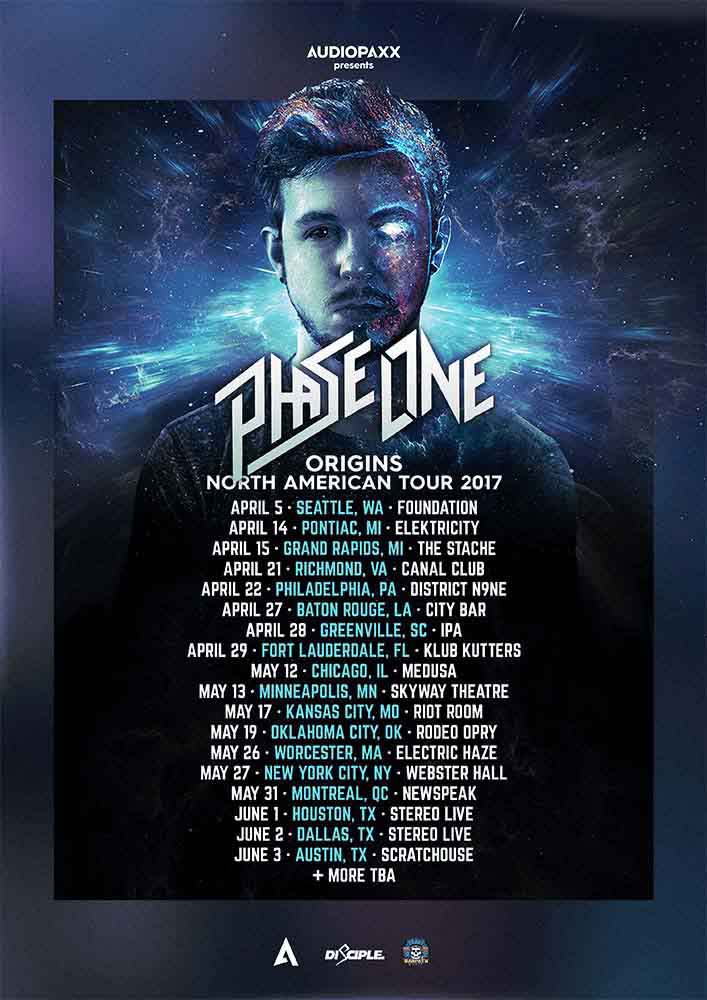 AUDIOPAXX
presents
PHASEONE
ORIGINS
NORTH AMERICAN TOUR 2017
APRIL 5 · SEATTLE, WA · FOUNDATION
APRIL 14 · PONTIAC, MI · ELEKTRICITY
APRIL 15 · GRAND RAPIDS, MI · THE STACHE
APRIL 21 · RICHMOND, VA · CANAL CLUB
APRIL 22 · PHILADELPHIA, PA · DISTRICT N9NE
APRIL 27 · BATON ROUGE, LA · CITY BAR
APRIL 28 · GREENVILLE, SC · IPA
APRIL 29 · FORT LAUDERDALE, FL · KLUB KUTTERS
MAY 12 · CHICAGO, IL · MEDUSA
MAY 13 · MINNEAPOLIS, MN · SKYWAY THEATRE
MAY 17 · KANSAS CITY, MO · RIOT ROOM
MAY 19 · OKLAHOMA CITY, OK · RODEO OPRY
MAY 26 · WORCESTER, MA · ELECTRIC HAZE
MAY 27 · NEW YORK CITY, NY · WEBSTER HALL
MAY 31 · MONTREAL, QC · NEWSPEAK
JUNE 1 · HOUSTON, TX · STEREO LIVE
JUNE 2 · DALLAS, TX · STEREO LIVE
JUNE 3 · AUSTIN, TX · SCRATCHOUSE
+ MORE TBA
DISCIPLE.